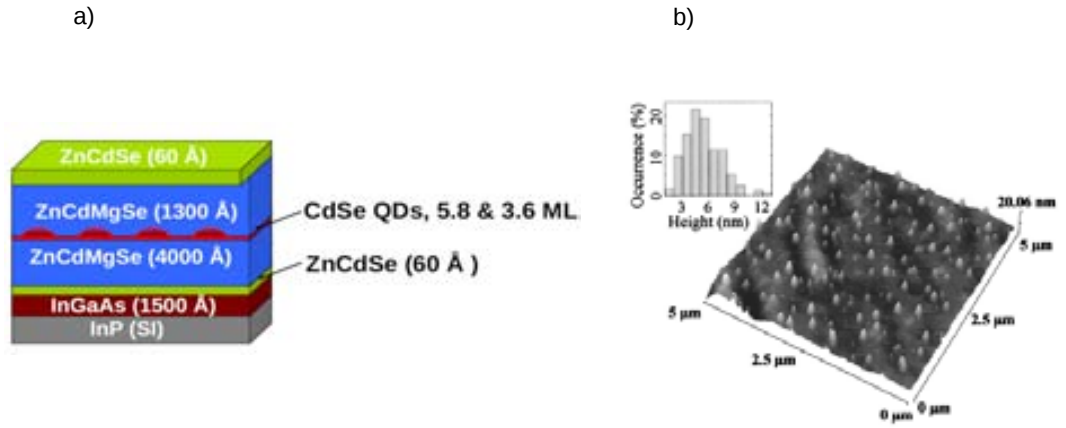 a)
ZnCdSe (60 Å)
ZnCdMgSe (1300 Å)
CdSe QDs, 5.8 & 3.6 ML
ZnCdMgSe (4000 Å)
ZnCdSe (60 Å )
InGaAs (1500 Å)
InP (SI)
b)
Occurrence (%)
20
10
0
3 6 9 12
Height (nm)
20.06 nm
5 μm
5 μm
2.5 μm
2.5 μm
0 μm
0 μm